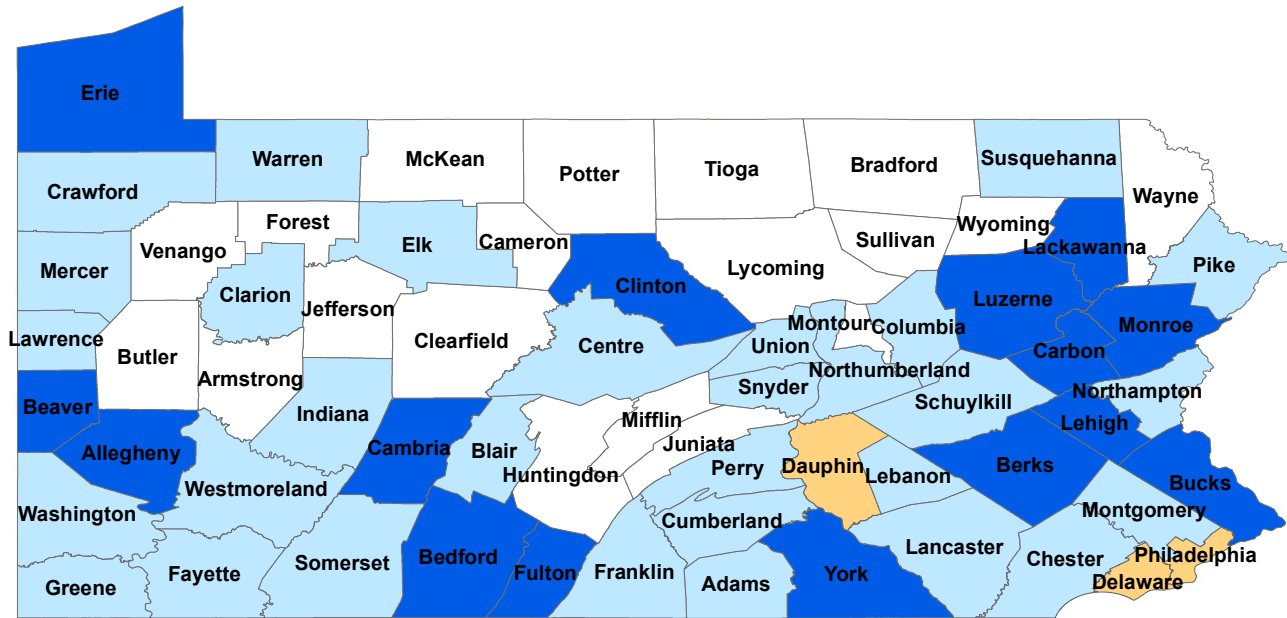 Erie
Warren
McKean
Potter
Tioga
Bradford
Susquehanna
Wayne
Crawford
Forest
Venango
Elk
Cameron
Sullivan
Wyoming
Lackawanna
Pike
Mercer
Clarion
Jefferson
Clinton
Lycoming
Luzerne
Monroe
Lawrence
Butler
Clearfield
Centre
Union
Montour
Columbia
Carbon
Armstrong
Snyder
Northumberland
Northampton
Beaver
Indiana
Mifflin
Schuylkill
Lehigh
Allegheny
Cambria
Blair
Huntingdon
Juniata
Perry
Dauphin
Lebanon
Berks
Bucks
Washington
Westmoreland
Cumberland
Montgomery
Greene
Fayette
Somerset
Bedford
Fulton
Franklin
Adams
York
Lancaster
Chester
Delaware
Philadelphia